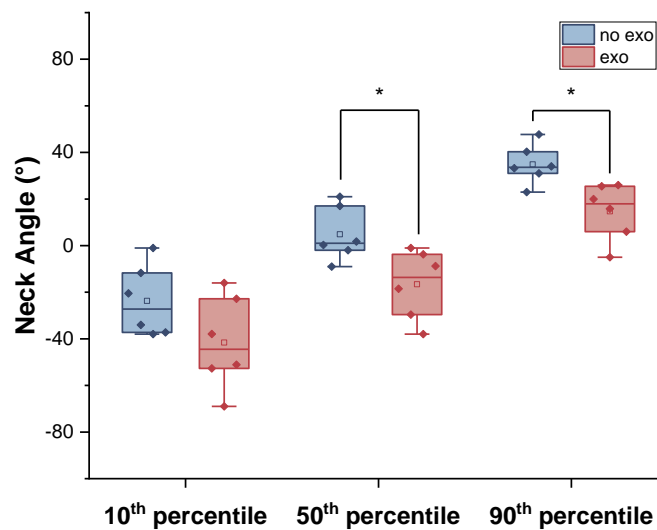 no exo
exo
80
40
0
-40
-80
Neck Angle (°)
*
*
10th percentile
50th percentile
90th percentile